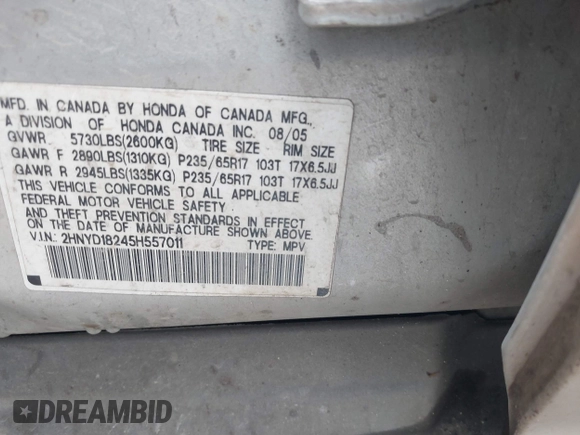 MFD. IN CANADA BY HONDA OF CANADA MFG.,
A DIVISION OF HONDA CANADA INC. 08/05
GVWR 5730LBS(2600KG) TIRE SIZE RIM SIZE
GAWR F 2890LBS(1310KG) P235/65R17 103T 17X6.5JJ
GAWR R 2945LBS(1335KG) P235/65R17 103T 17X6.5JJ
THIS VEHICLE CONFORMS TO ALL APPLICABLE
FEDERAL MOTOR VEHICLE SAFETY
AND THEFT PREVENTION STANDARDS IN EFFECT
ON THE DATE OF MANUFACTURE SHOWN ABOVE.
V.I.N.: 2HNYD18245H557011 TYPE: MPV
DREAMBID